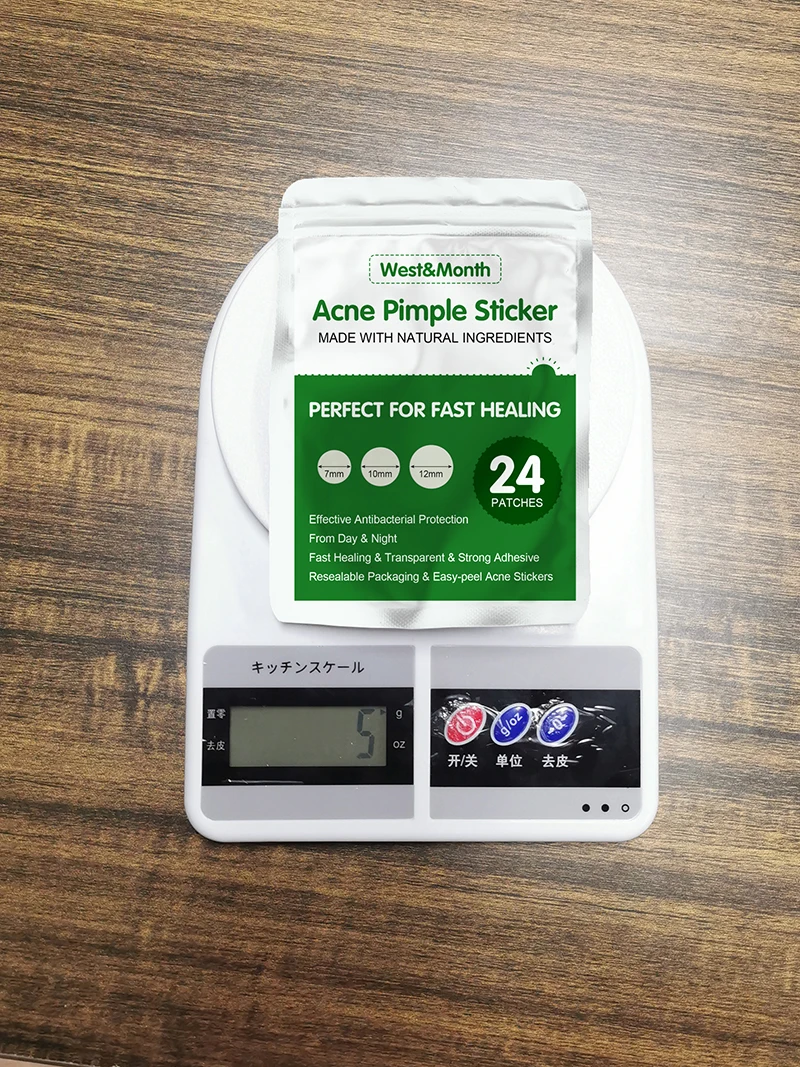 West&Month
Acne Pimple Sticker
MADE WITH NATURAL INGREDIENTS
PERFECT FOR FAST HEALING
7mm
10mm
12mm
24
PATCHES
Effective Antibacterial Protection
From Day & Night
Fast Healing & Transparent & Strong Adhesive
Resealable Packaging & Easy-peel Acne Stickers
キッチンスケール
置零
去皮
5
g
oz
g/oz
开/关
单位
去皮